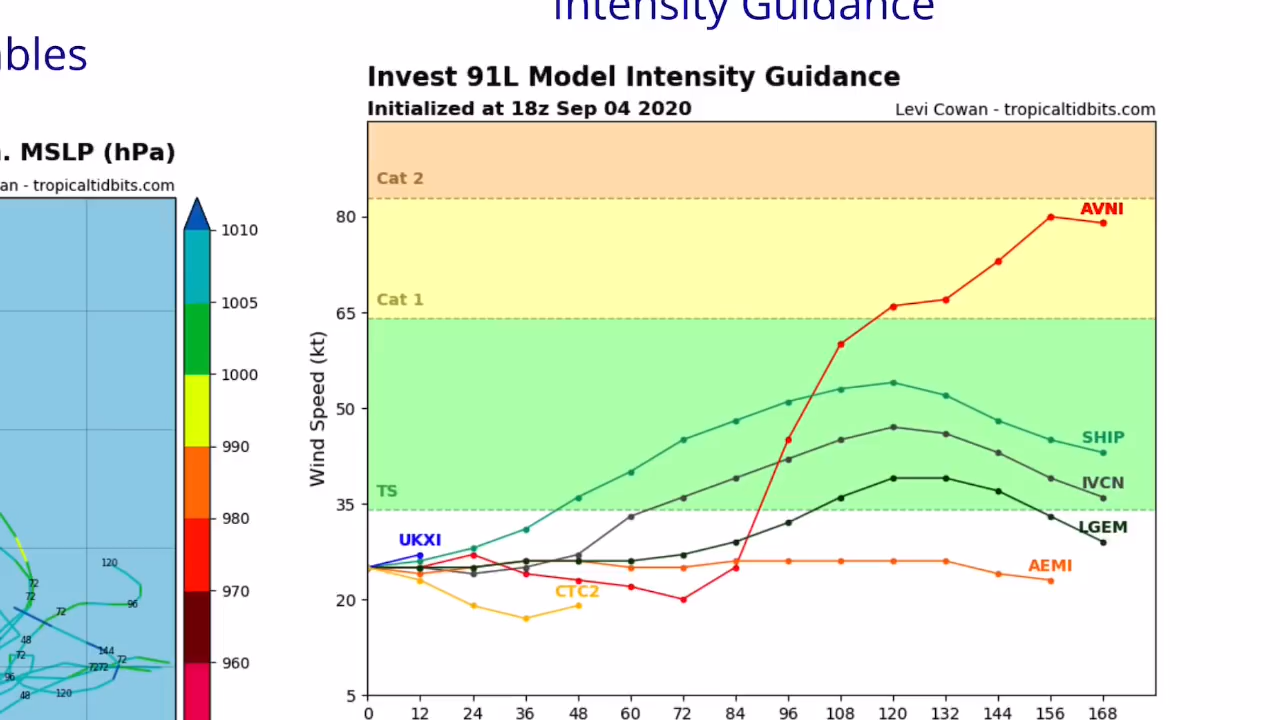 Intensity Guidance
ables
Invest 91L Model Intensity Guidance
Initialized at 18z Sep 04 2020
Levi Cowan - tropicaltidbits.com
. MSLP (hPa)
an - tropicaltidbits.com
1010
1005
1000
990
980
970
960
120
72
72
96
72
48
72
144
72
72
72
96
48
120
Wind Speed (kt)
80
65
50
35
20
5
Cat 2
Cat 1
TS
AVNI
SHIP
IVCN
LGEM
AEMI
UKXI
CTC2
0 12 24 36 48 60 72 84 96 108 120 132 144 156 168